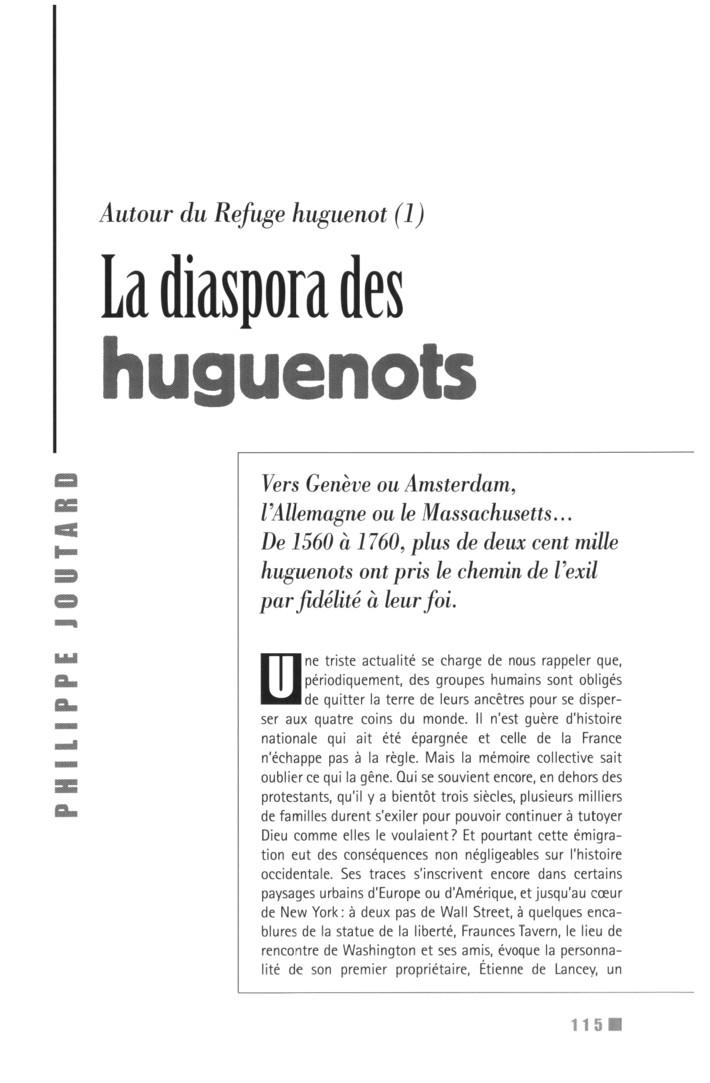 Autour du Refuge huguenot (1)
La diaspora des
huguenots
PHILIPPE JOUTARD
Vers Genève ou Amsterdam,
l'Allemagne ou le Massachusetts...
De 1560 à 1760, plus de deux cent mille
huguenots ont pris le chemin de l'exil
par fidélité à leur foi.
Une triste actualité se charge de nous rappeler que,
périodiquement, des groupes humains sont obligés
de quitter la terre de leurs ancêtres pour se disper-
ser aux quatre coins du monde. Il n'est guère d'histoire
nationale qui ait été épargnée et celle de la France
n'échappe pas à la règle. Mais la mémoire collective sait
oublier ce qui la gêne. Qui se souvient encore, en dehors des
protestants, qu'il y a bientôt trois siècles, plusieurs milliers
de familles durent s'exiler pour pouvoir continuer à tutoyer
Dieu comme elles le voulaient? Et pourtant cette émigra-
tion eut des conséquences non négligeables sur l'histoire
occidentale. Ses traces s'inscrivent encore dans certains
paysages urbains d'Europe ou d'Amérique, et jusqu'au cœur
de New York : à deux pas de Wall Street, à quelques enca-
blures de la statue de la liberté, Fraunces Tavern, le lieu de
rencontre de Washington et ses amis, évoque la personna-
lité de son premier propriétaire, Étienne de Lancey, un
115